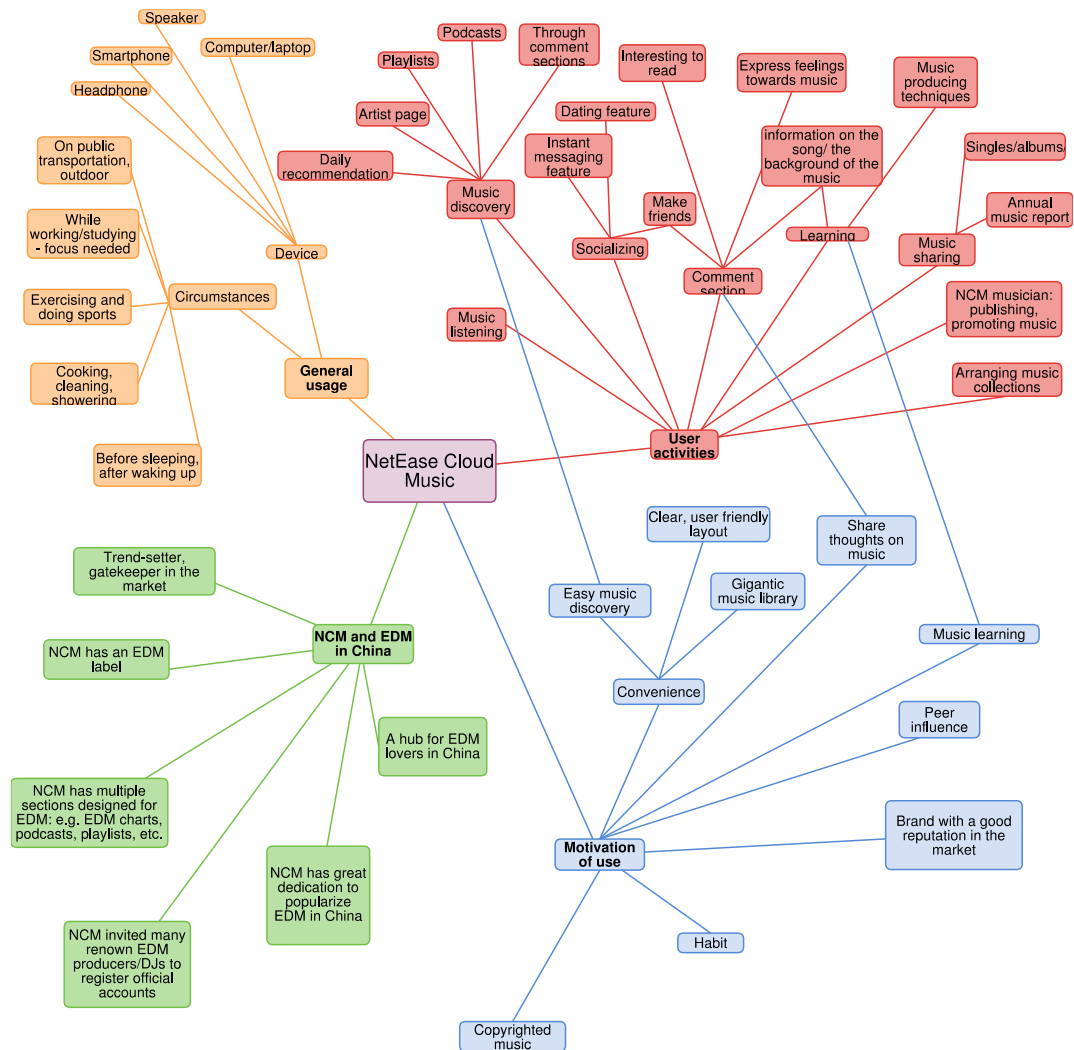 Speaker
Smartphone
Computer/laptop
Headphone
On public
transportation,
outdoor
While
working/studying
- focus needed
Device
Exercising and
doing sports
Circumstances
Cooking,
cleaning,
showering
General
usage
Before sleeping,
after waking up
Podcasts
Through
comment
sections
Playlists
Artist page
Daily
recommendation
Music
discovery
Interesting to
read
Express feelings
towards music
Music
producing
techniques
Dating feature
Instant
messaging
feature
information on the
song/ the
background of the
music
Singles/albums/
Make
friends
Annual
music report
Socializing
Learning
Music
sharing
Comment
section
Music
listening
NCM musician:
publishing,
promoting music
Arranging music
collections
User
activities
NetEase Cloud
Music
Clear, user friendly
layout
Share
thoughts on
music
Easy music
discovery
Gigantic
music library
Music learning
Convenience
Peer
influence
Brand with a good
reputation in the
market
Motivation
of use
Habit
Copyrighted
music
Trend-setter,
gatekeeper in the
market
NCM and EDM
in China
NCM has an EDM
label
A hub for EDM
lovers in China
NCM has multiple
sections designed for
EDM: e.g. EDM charts,
podcasts, playlists, etc.
NCM has great
dedication to
popularize
EDM in China
NCM invited many
renown EDM
producers/DJs to
register official
accounts